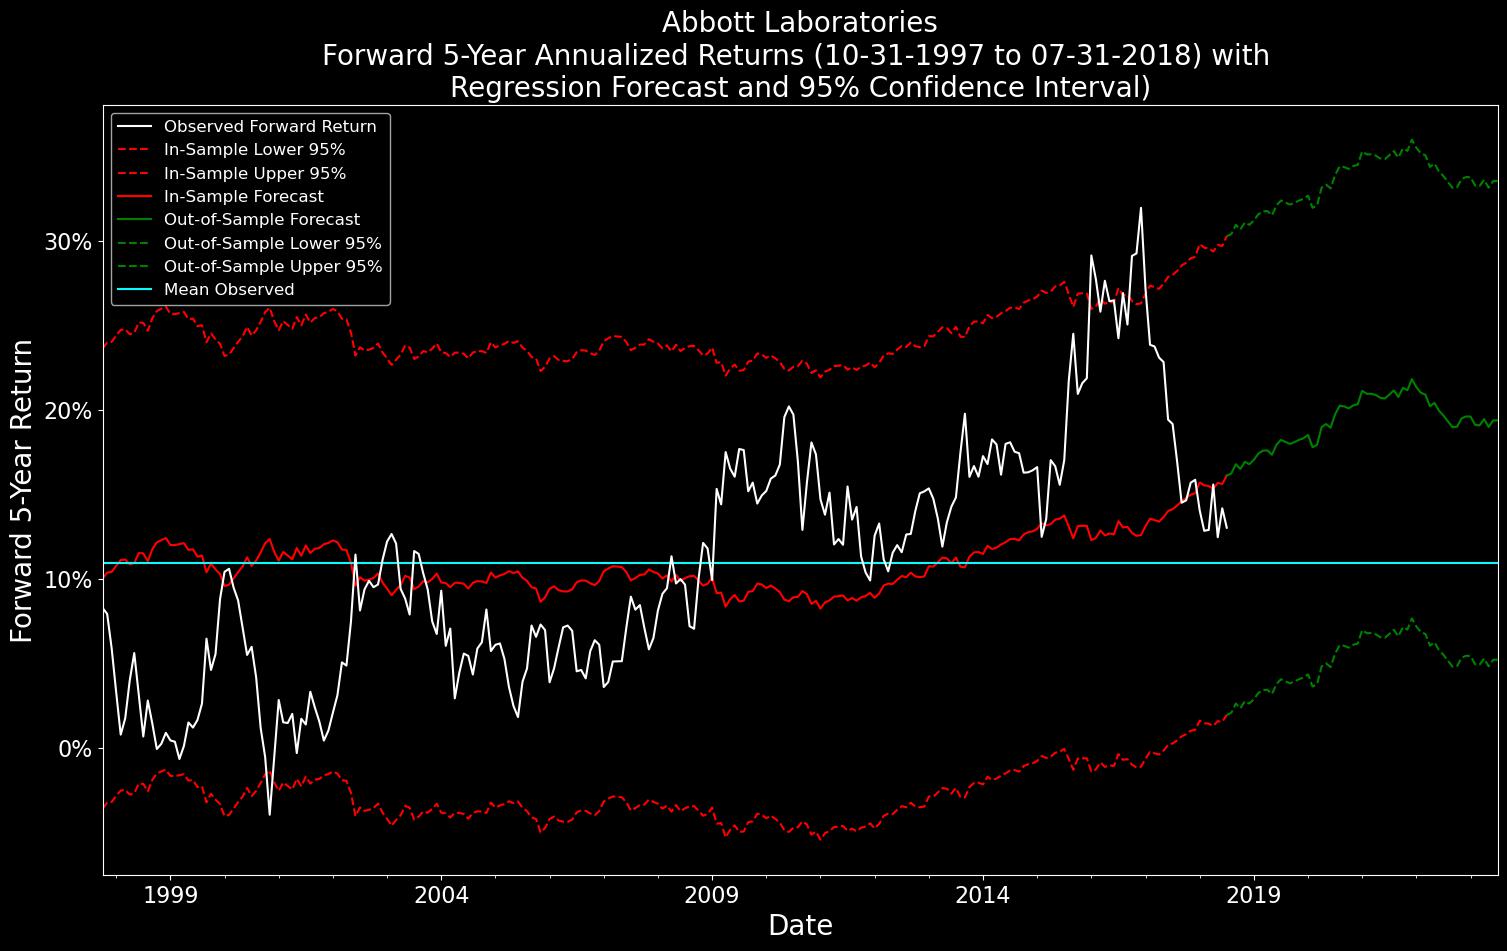 Abbott Laboratories
Forward 5-Year Annualized Returns (10-31-1997 to 07-31-2018) with
Regression Forecast and 95% Confidence Interval)
Observed Forward Return
In-Sample Lower 95%
In-Sample Upper 95%
In-Sample Forecast
Out-of-Sample Forecast
Out-of-Sample Lower 95%
Out-of-Sample Upper 95%
Mean Observed
Forward 5-Year Return
30%
20%
10%
0%
1999 2004 2009 2014 2019
Date